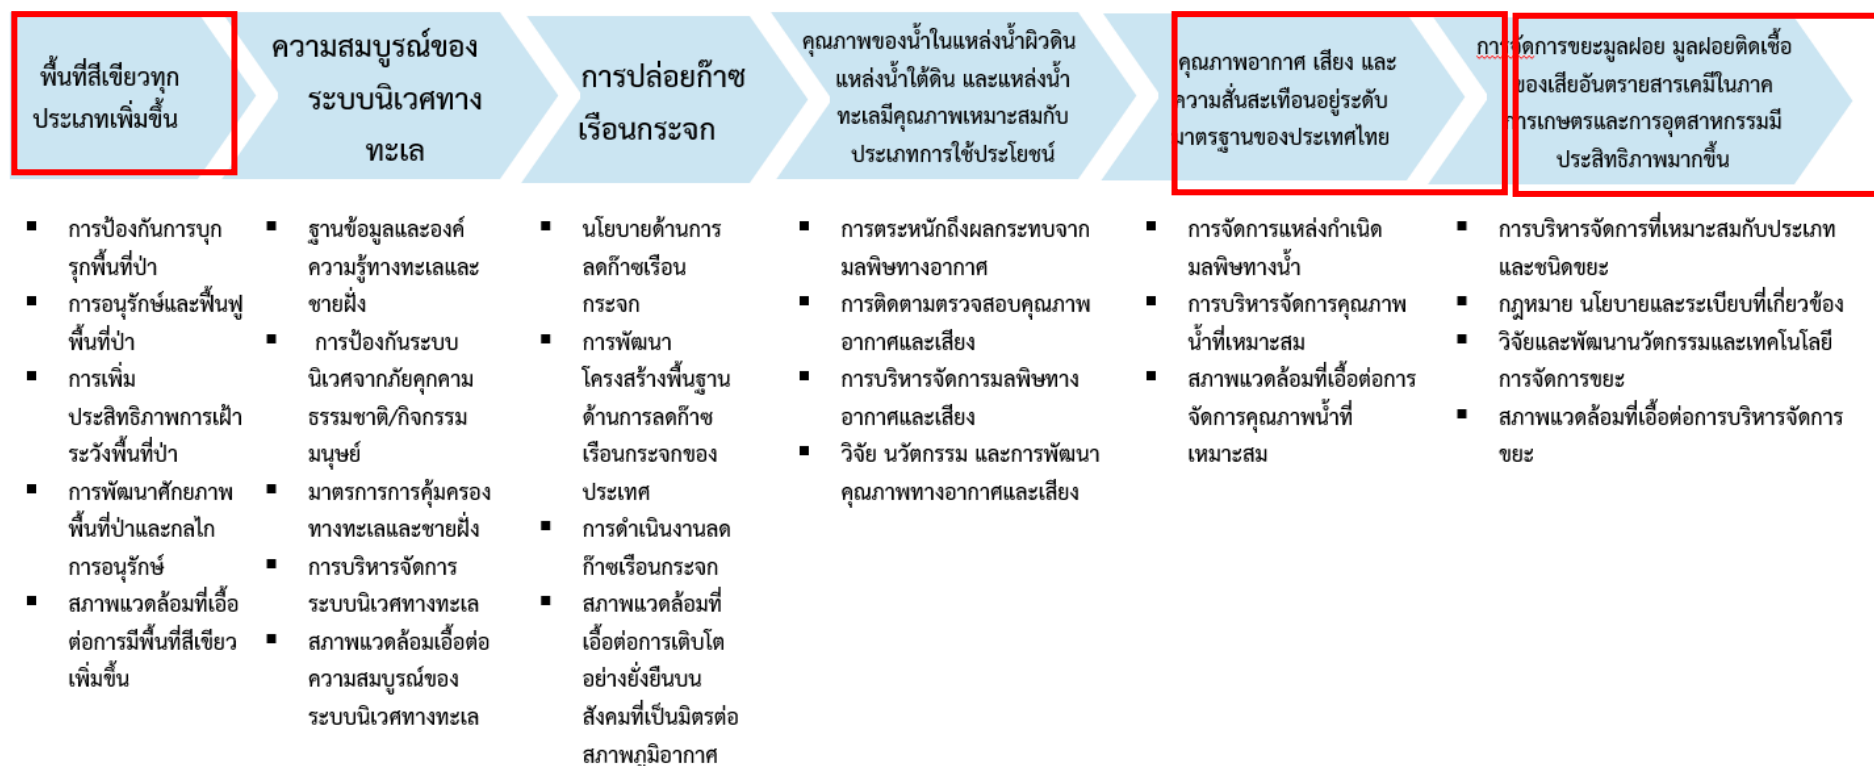 พื้นที่สีเขียวทุก
ประเภทเพิ่มขึ้น
ความสมบูรณ์ของ
ระบบนิเวศทาง
ทะเล
การปล่อยก๊าซ
เรือนกระจก
คุณภาพของน้ำในแหล่งน้ำผิวดิน
แหล่งน้ำใต้ดิน และแหล่งน้ำ
ทะเลมีคุณภาพเหมาะสมกับ
ประเภทการใช้ประโยชน์
คุณภาพอากาศ เสียง และ
ความสั่นสะเทือนอยู่ระดับ
มาตรฐานของประเทศไทย
การจัดการขยะมูลฝอย มูลฝอยติดเชื้อ
ของเสียอันตรายสารเคมีในภาค
การเกษตรและการอุตสาหกรรมมี
ประสิทธิภาพมากขึ้น
▪ การป้องกันการบุก
รุกพื้นที่ป่า
▪ การอนุรักษ์และฟื้นฟู
พื้นที่ป่า
▪ การเพิ่ม
ประสิทธิภาพการเฝ้า
ระวังพื้นที่ป่า
▪ การพัฒนาศักยภาพ
พื้นที่ป่าและกลไก
การอนุรักษ์
▪ สภาพแวดล้อมที่เอื้อ
ต่อการมีพื้นที่สีเขียว
เพิ่มขึ้น
▪ ฐานข้อมูลและองค์
ความรู้ทางทะเลและ
ชายฝั่ง
▪ การป้องกันระบบ
นิเวศจากภัยคุกคาม
ธรรมชาติ/กิจกรรม
มนุษย์
▪ มาตรการการคุ้มครอง
ทางทะเลและชายฝั่ง
▪ การบริหารจัดการ
ระบบนิเวศทางทะเล
▪ สภาพแวดล้อมเอื้อต่อ
ความสมบูรณ์ของ
ระบบนิเวศทางทะเล
▪ นโยบายด้านการ
ลดก๊าซเรือน
กระจก
▪ การพัฒนา
โครงสร้างพื้นฐาน
ด้านการลดก๊าซ
เรือนกระจกของ
ประเทศ
▪ การดำเนินงานลด
ก๊าซเรือนกระจก
▪ สภาพแวดล้อมที่
เอื้อต่อการเติบโต
อย่างยั่งยืนบน
สังคมที่เป็นมิตรต่อ
สภาพภูมิอากาศ
▪ การตระหนักถึงผลกระทบจาก
มลพิษทางอากาศ
▪ การติดตามตรวจสอบคุณภาพ
อากาศและเสียง
▪ การบริหารจัดการมลพิษทาง
อากาศและเสียง
▪ วิจัย นวัตกรรม และการพัฒนา
คุณภาพทางอากาศและเสียง
▪ การจัดการแหล่งกำเนิด
มลพิษทางน้ำ
▪ การบริหารจัดการคุณภาพ
น้ำที่เหมาะสม
▪ สภาพแวดล้อมที่เอื้อต่อการ
จัดการคุณภาพน้ำที่
เหมาะสม
▪ การบริหารจัดการที่เหมาะสมกับประเภท
และชนิดขยะ
▪ กฎหมาย นโยบายและระเบียบที่เกี่ยวข้อง
▪ วิจัยและพัฒนานวัตกรรมและเทคโนโลยี
การจัดการขยะ
▪ สภาพแวดล้อมที่เอื้อต่อการบริหารจัดการ
ขยะ